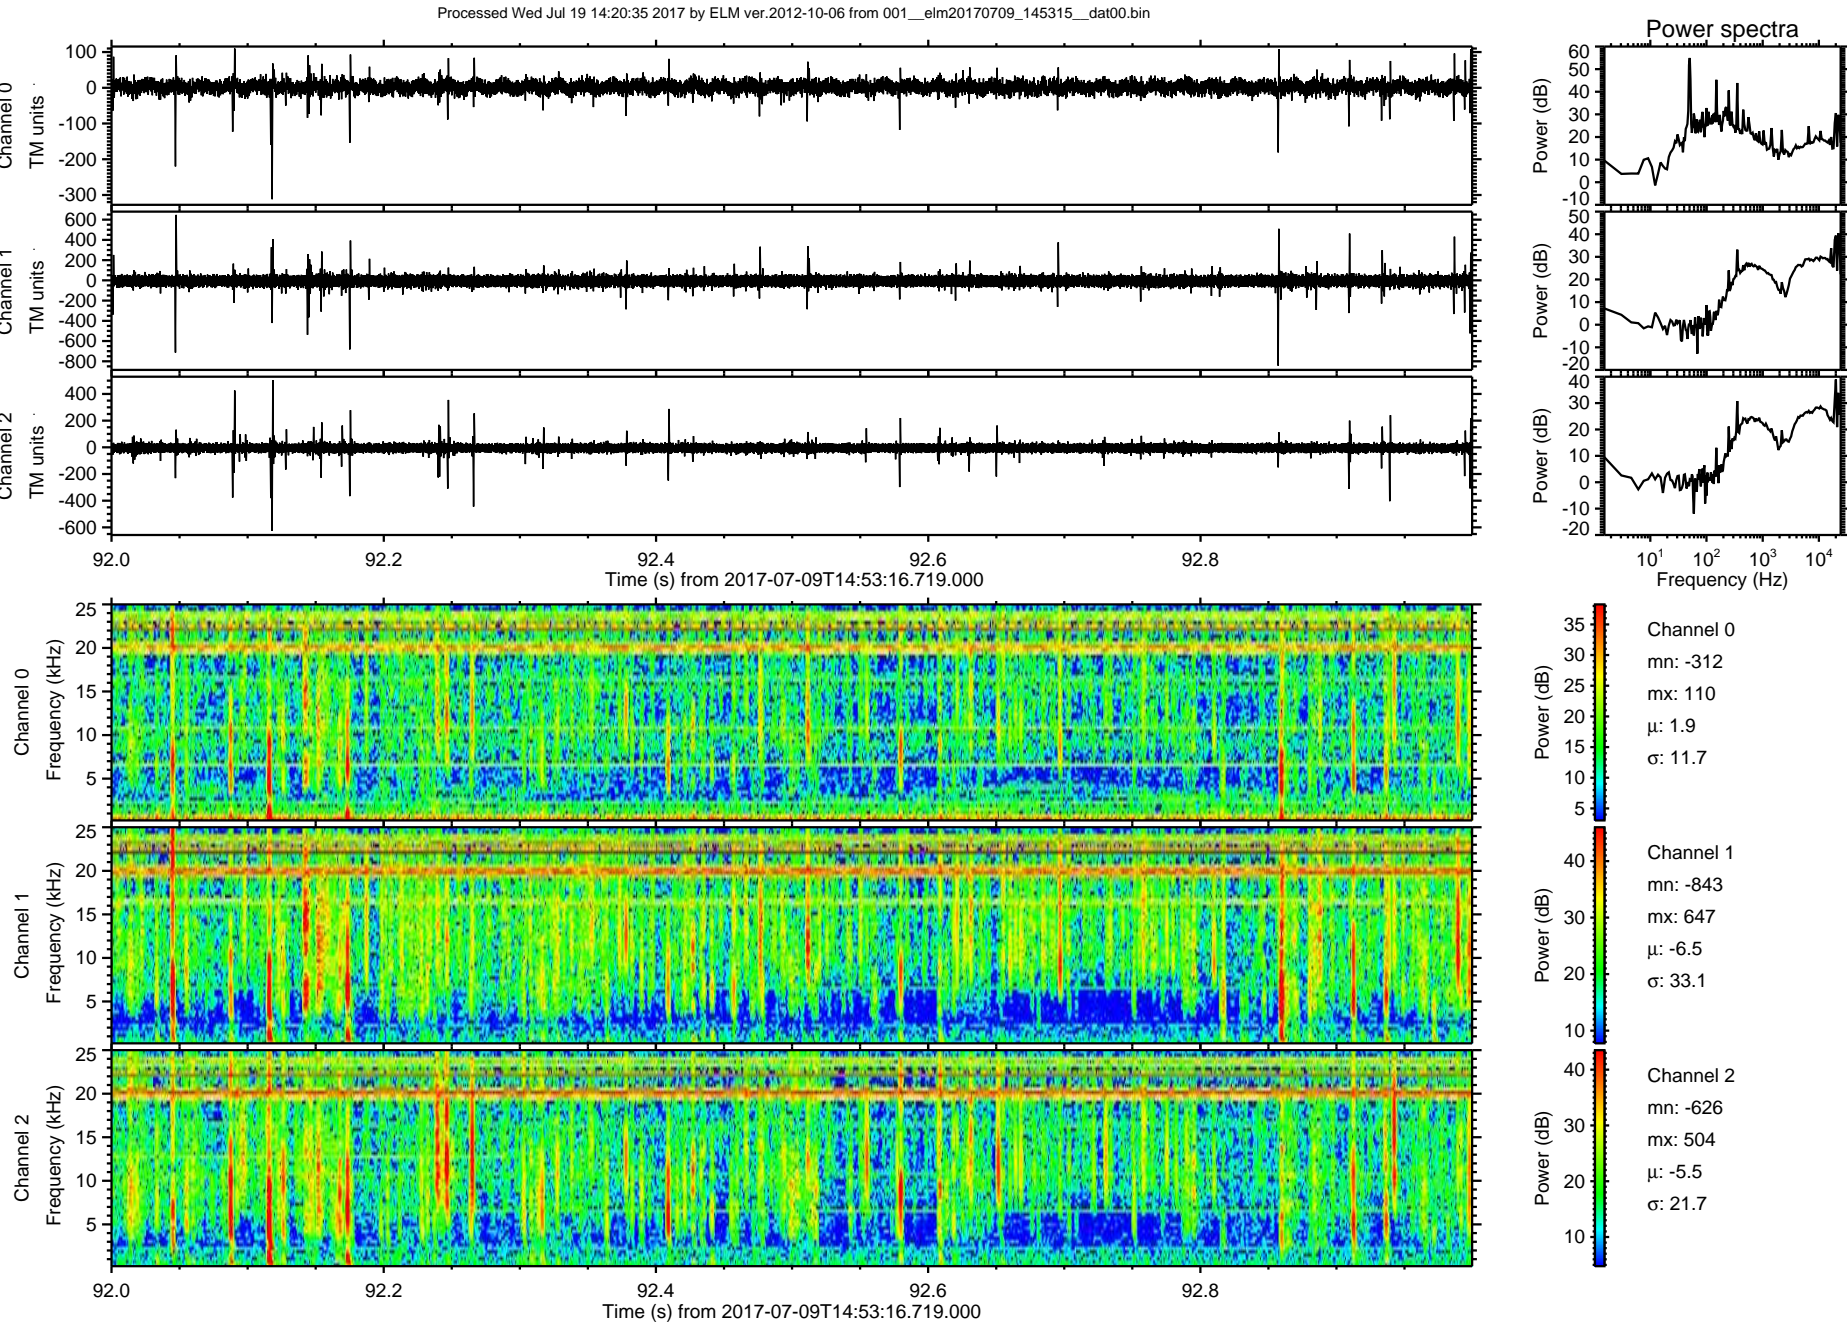 Processed Wed Jul 19 14:20:35 2017 by ELM ver.2012-10-06 from 001__elm20170709_145315__dat00.bin
Power spectra
Channel 0
TM units
100
0
-100
-200
-300
Power (dB)
60
50
40
30
20
10
0
-10
Channel 1
TM units
600
400
200
0
-200
-400
-600
-800
Power (dB)
50
40
30
20
10
0
-10
-20
Channel 2
TM units
400
200
0
-200
-400
-600
Power (dB)
40
30
20
10
0
-10
-20
92.0 92.2 92.4 92.6 92.8
Time (s) from 2017-07-09T14:53:16.719.000
10¹ 10² 10³ 10⁴
Frequency (Hz)
Channel 0
Frequency (kHz)
25
20
15
10
5
Power (dB)
35
30
25
20
15
10
5
Channel 0
mn: -312
mx: 110
μ: 1.9
σ: 11.7
Channel 1
Frequency (kHz)
25
20
15
10
5
Power (dB)
40
30
20
10
Channel 1
mn: -843
mx: 647
μ: -6.5
σ: 33.1
Channel 2
Frequency (kHz)
25
20
15
10
5
Power (dB)
40
30
20
10
Channel 2
mn: -626
mx: 504
μ: -5.5
σ: 21.7
92.0 92.2 92.4 92.6 92.8
Time (s) from 2017-07-09T14:53:16.719.000